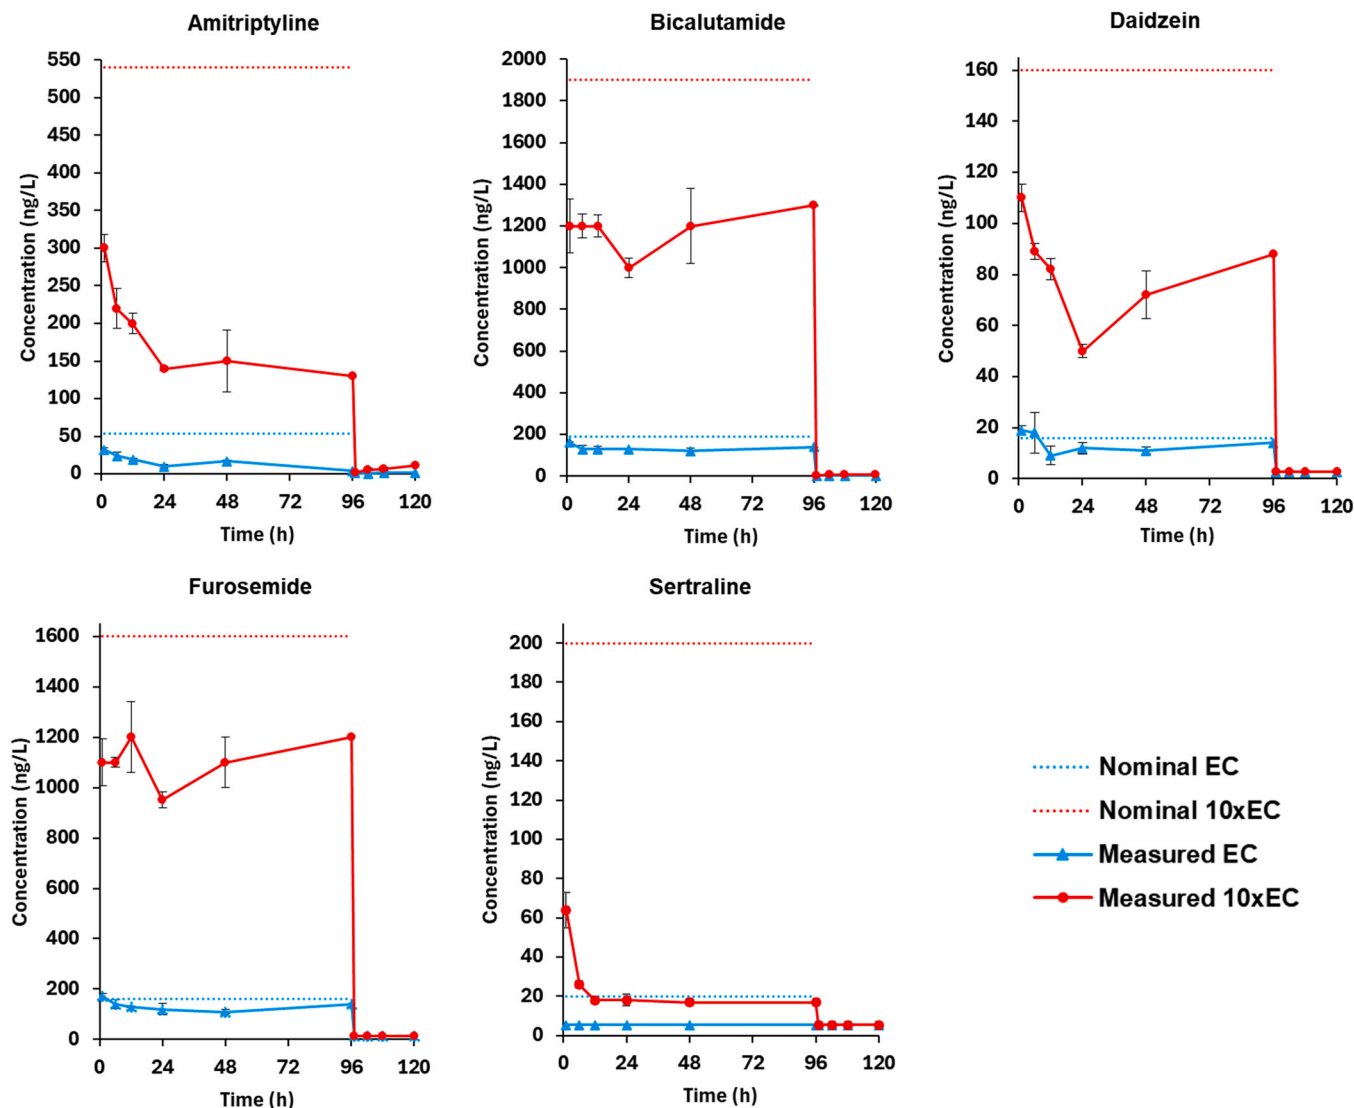 Amitriptyline
550
500
450
400
350
300
250
200
150
100
50
0
Concentration (ng/L)
0 24 48 72 96 120
Time (h)
Bicalutamide
2000
1800
1600
1400
1200
1000
800
600
400
200
0
Concentration (ng/L)
0 24 48 72 96 120
Time (h)
Daidzein
160
140
120
100
80
60
40
20
0
Concentration (ng/L)
0 24 48 72 96 120
Time (h)
Furosemide
1600
1400
1200
1000
800
600
400
200
0
Concentration (ng/L)
0 24 48 72 96 120
Time (h)
Sertraline
200
180
160
140
120
100
80
60
40
20
0
Concentration (ng/L)
0 24 48 72 96 120
Time (h)
Nominal EC
Nominal 10xEC
Measured EC
Measured 10xEC